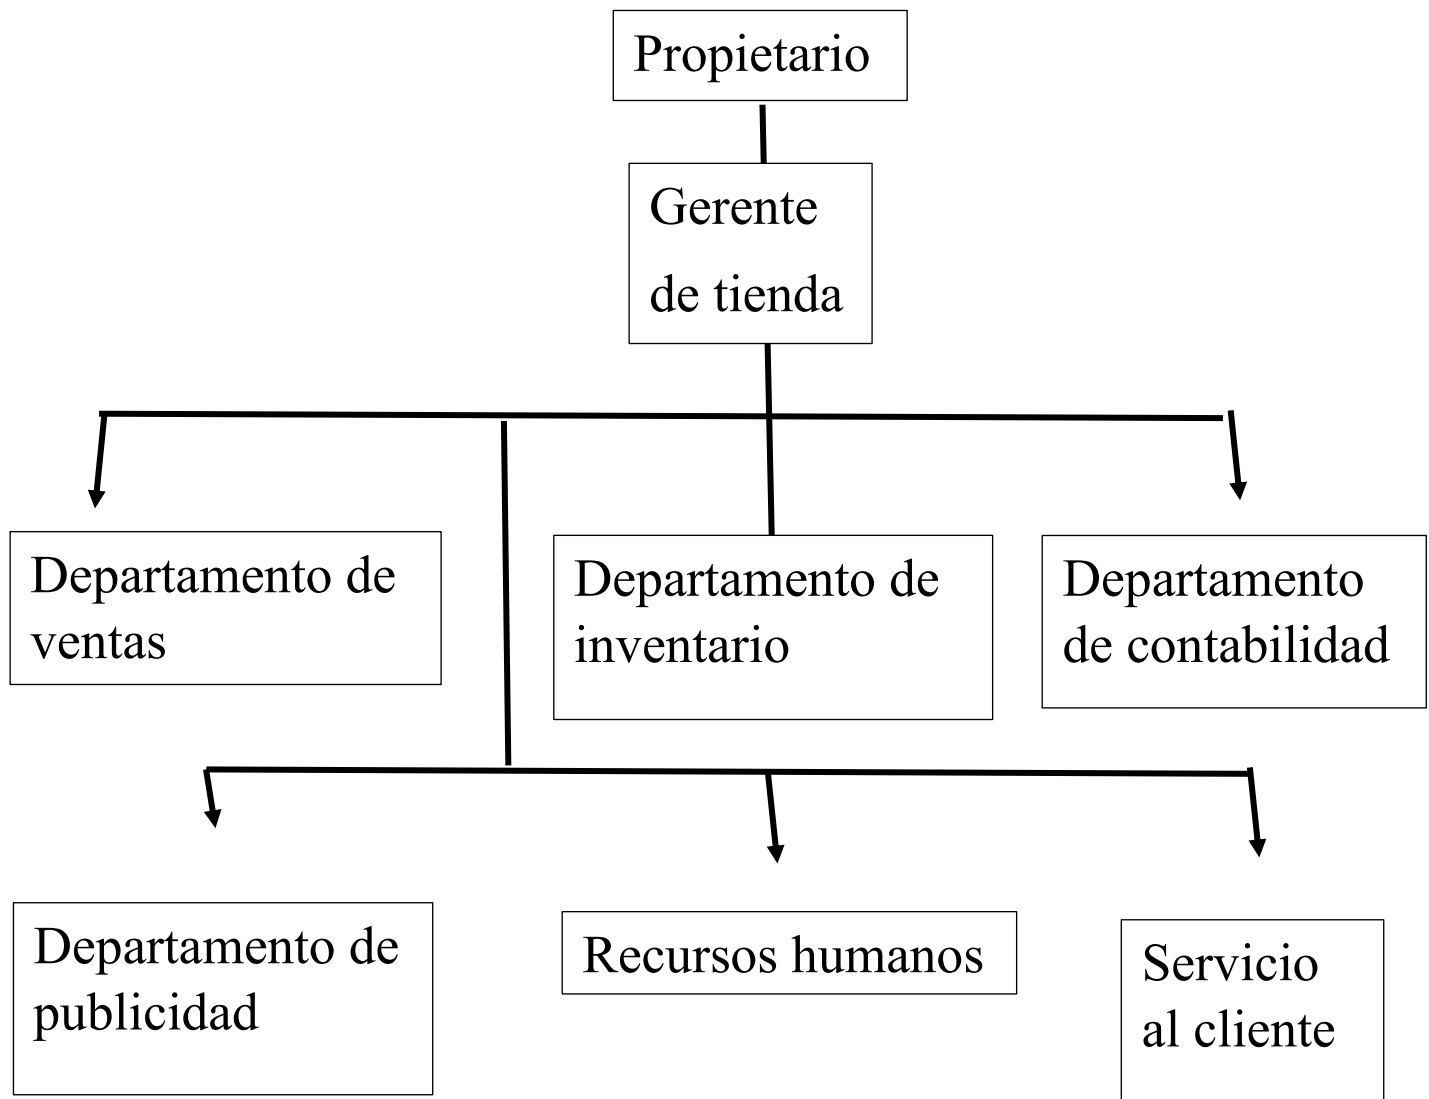 Propietario
Gerente
de tienda
Departamento de
ventas
Departamento de
inventario
Departamento
de contabilidad
Departamento de
publicidad
Recursos humanos
Servicio
al cliente